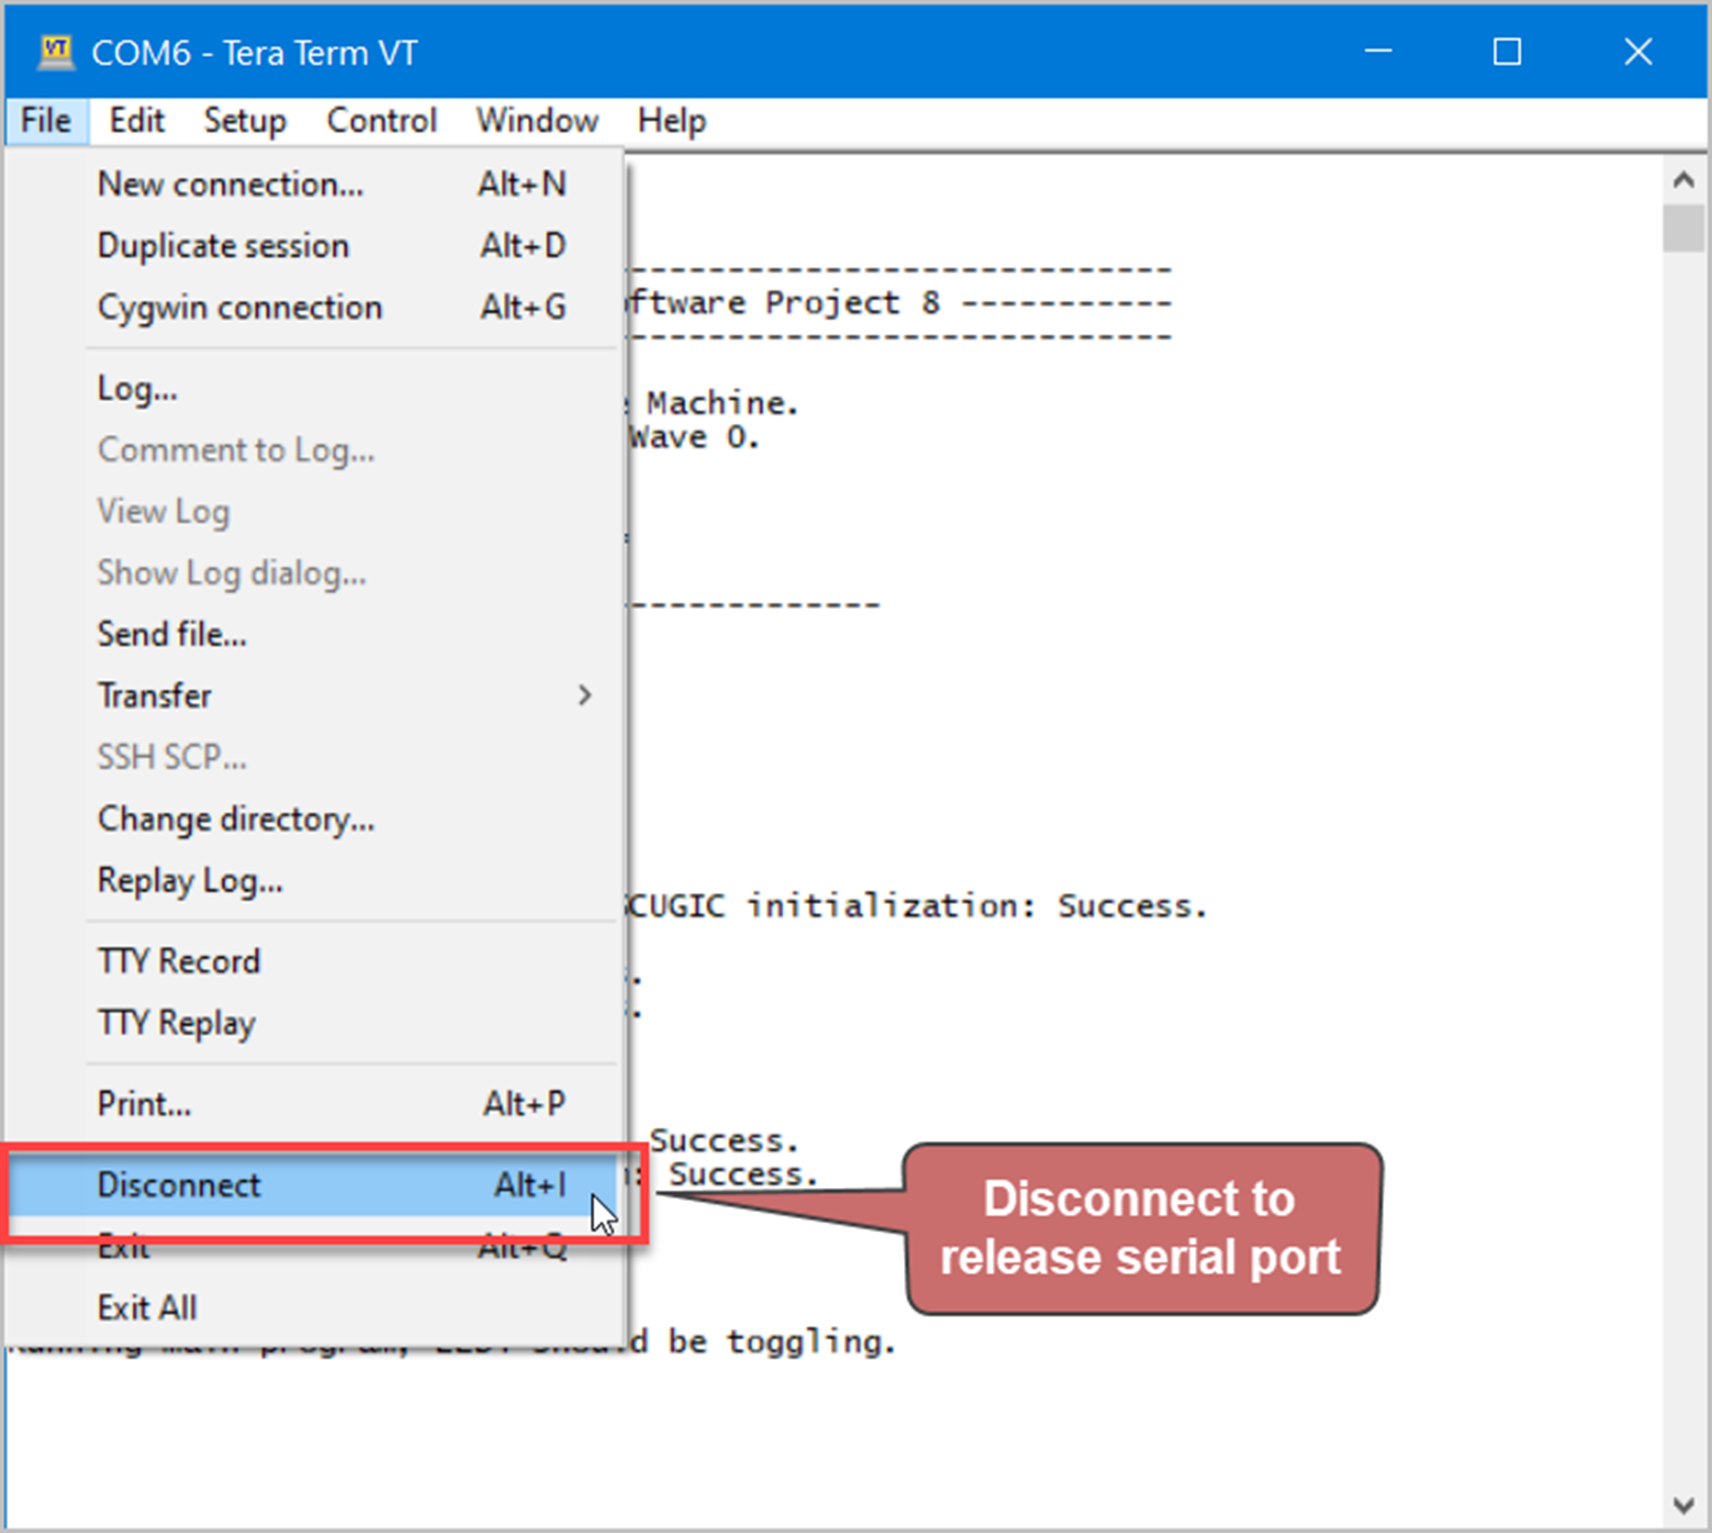 VT
COM6 - Tera Term VT
File Edit Setup Control Window Help
New connection... Alt+N
Duplicate session Alt+D
Cygwin connection Alt+G
Log...
Comment to Log...
View Log
Show Log dialog...
Send file...
Transfer
SSH SCP...
Change directory...
Replay Log...
TTY Record
TTY Replay
Print... Alt+P
Disconnect Alt+I
Exit Alt+Q
Exit All
----------------------------
ftware Project 8 -----------
----------------------------
Machine.
Wave 0.
-------------
CUGIC initialization: Success.
Success.
: Success.
be toggling.
Disconnect to
release serial port